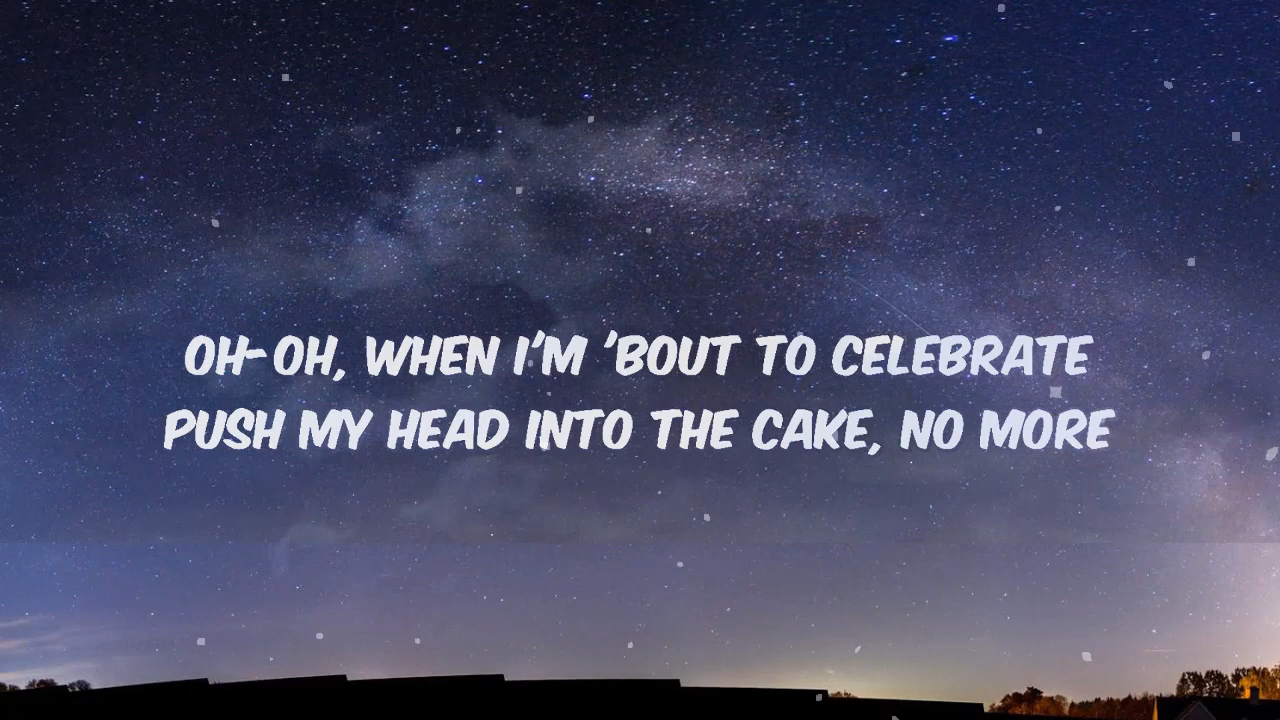 OH-OH, WHEN I'M 'BOUT TO CELEBRATE
PUSH MY HEAD INTO THE CAKE, NO MORE